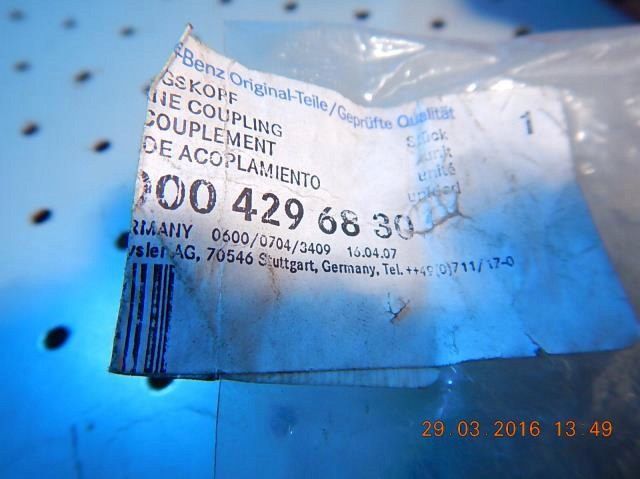 Benz Original-Teile/Geprüfte Qualität
GSKOPF
NE COUPLING
COUPLEMENT
DE ACOPLAMIENTO
Stück
unit
unité
unidad
1
000 429 68 30
RMANY 0600/0704/3409 16.04.07
ysler AG, 70546 Stuttgart, Germany, Tel. ++49(0)711/17-0
29.03.2016 13:49